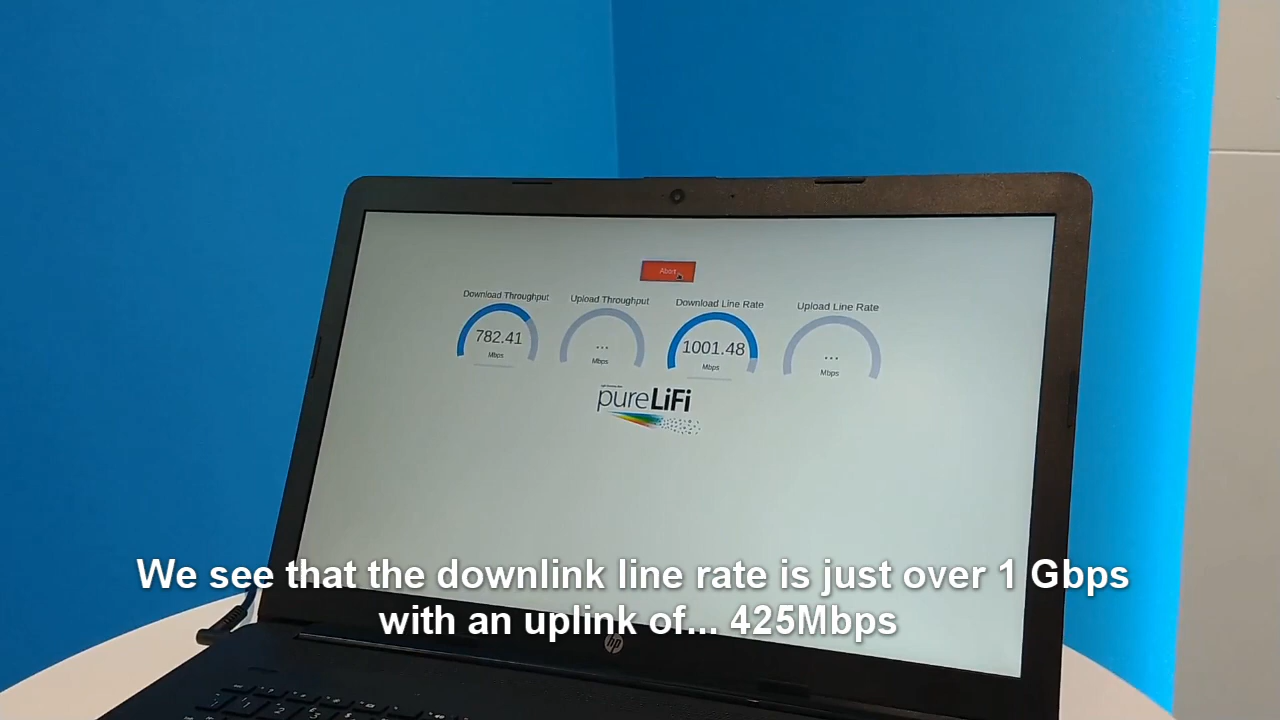 Abort
Download Throughput
Upload Throughput
Download Line Rate
Upload Line Rate
782.41
...
1001.48
...
Mbps
Mbps
Mbps
Mbps
pureLiFi
We see that the downlink line rate is just over 1 Gbps
with an uplink of... 425Mbps
hp